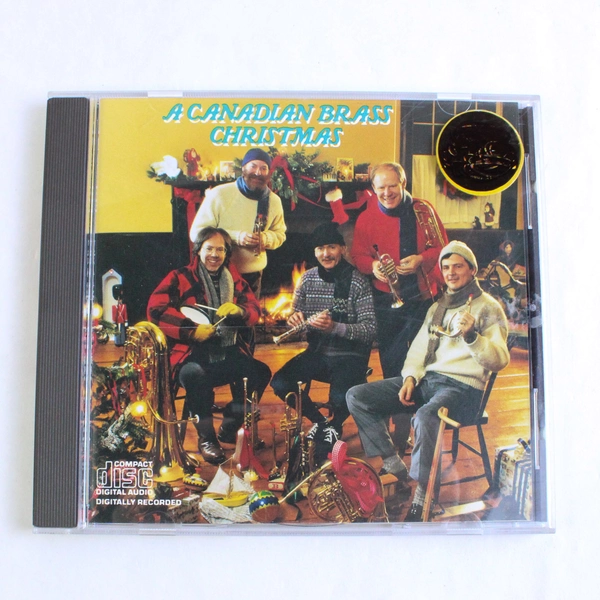 A CANADIAN BRASS
CHRISTMAS
COMPACT
disc
DIGITAL AUDIO
DIGITALLY RECORDED